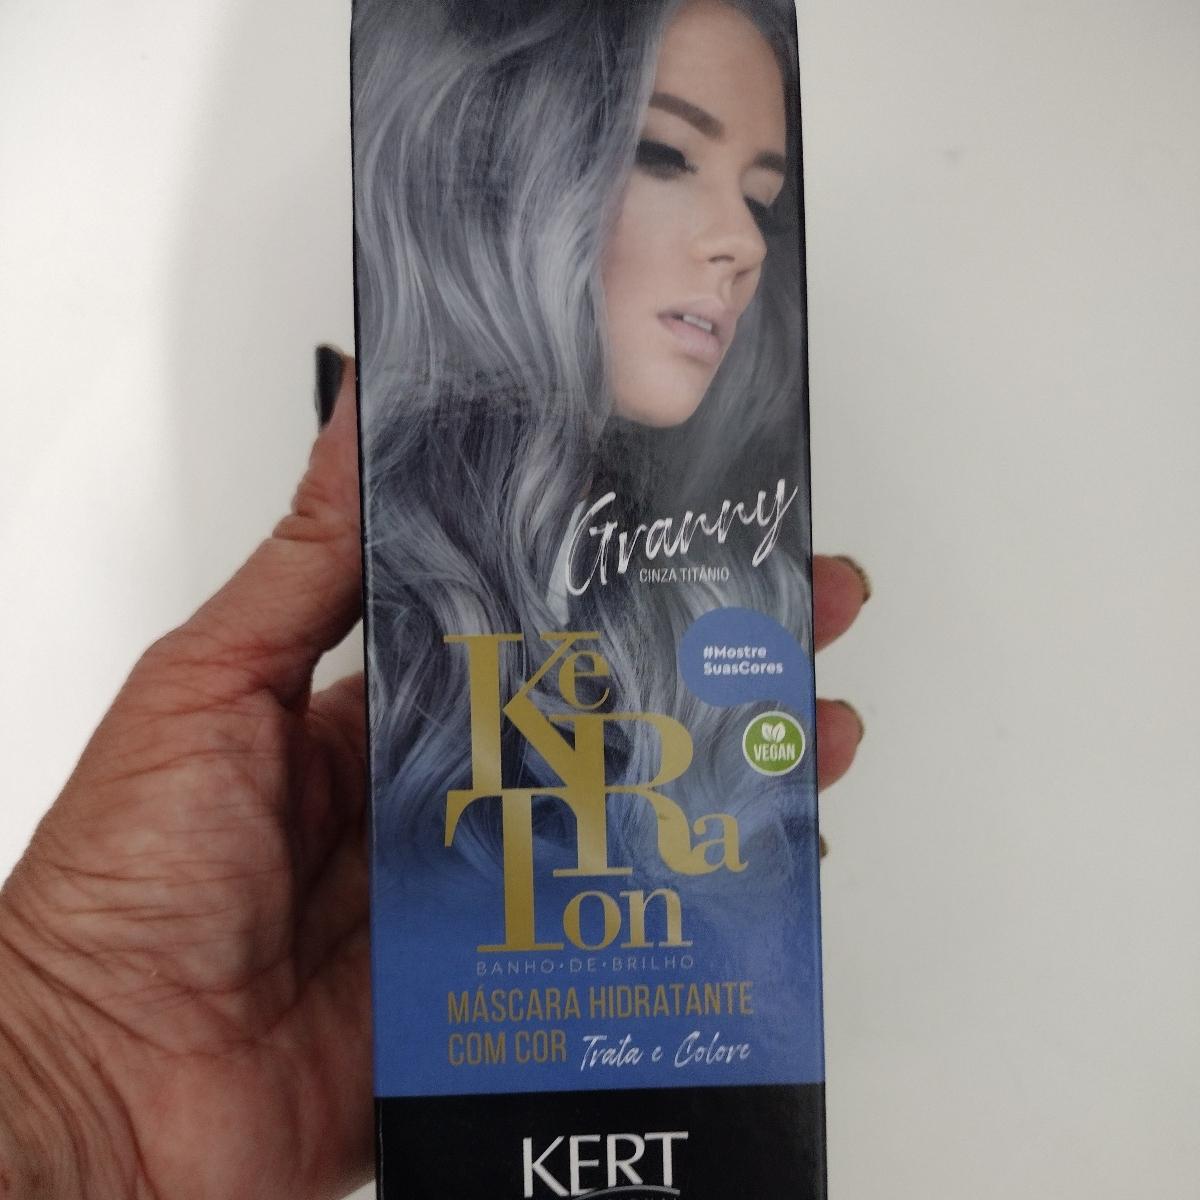 Granny
CINZA TITÂNIO
#Mostre
SuasCores
VEGAN
KeRaTon
BANHO•DE•BRILHO
MÁSCARA HIDRATANTE
COM COR Trata e Colore
KERT